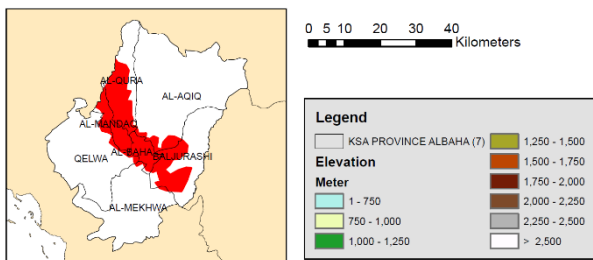 AL-QURA
AL-AQIQ
AL-MANDAQ
QELWA
AL-BAHA
BALJURASHI
AL-MEKHWA
0 5 10 20 30 40
Kilometers
Legend
KSA PROVINCE ALBAHA (7)
Elevation
Meter
1 - 750
750 - 1,000
1,000 - 1,250
1,250 - 1,500
1,500 - 1,750
1,750 - 2,000
2,000 - 2,250
2,250 - 2,500
> 2,500